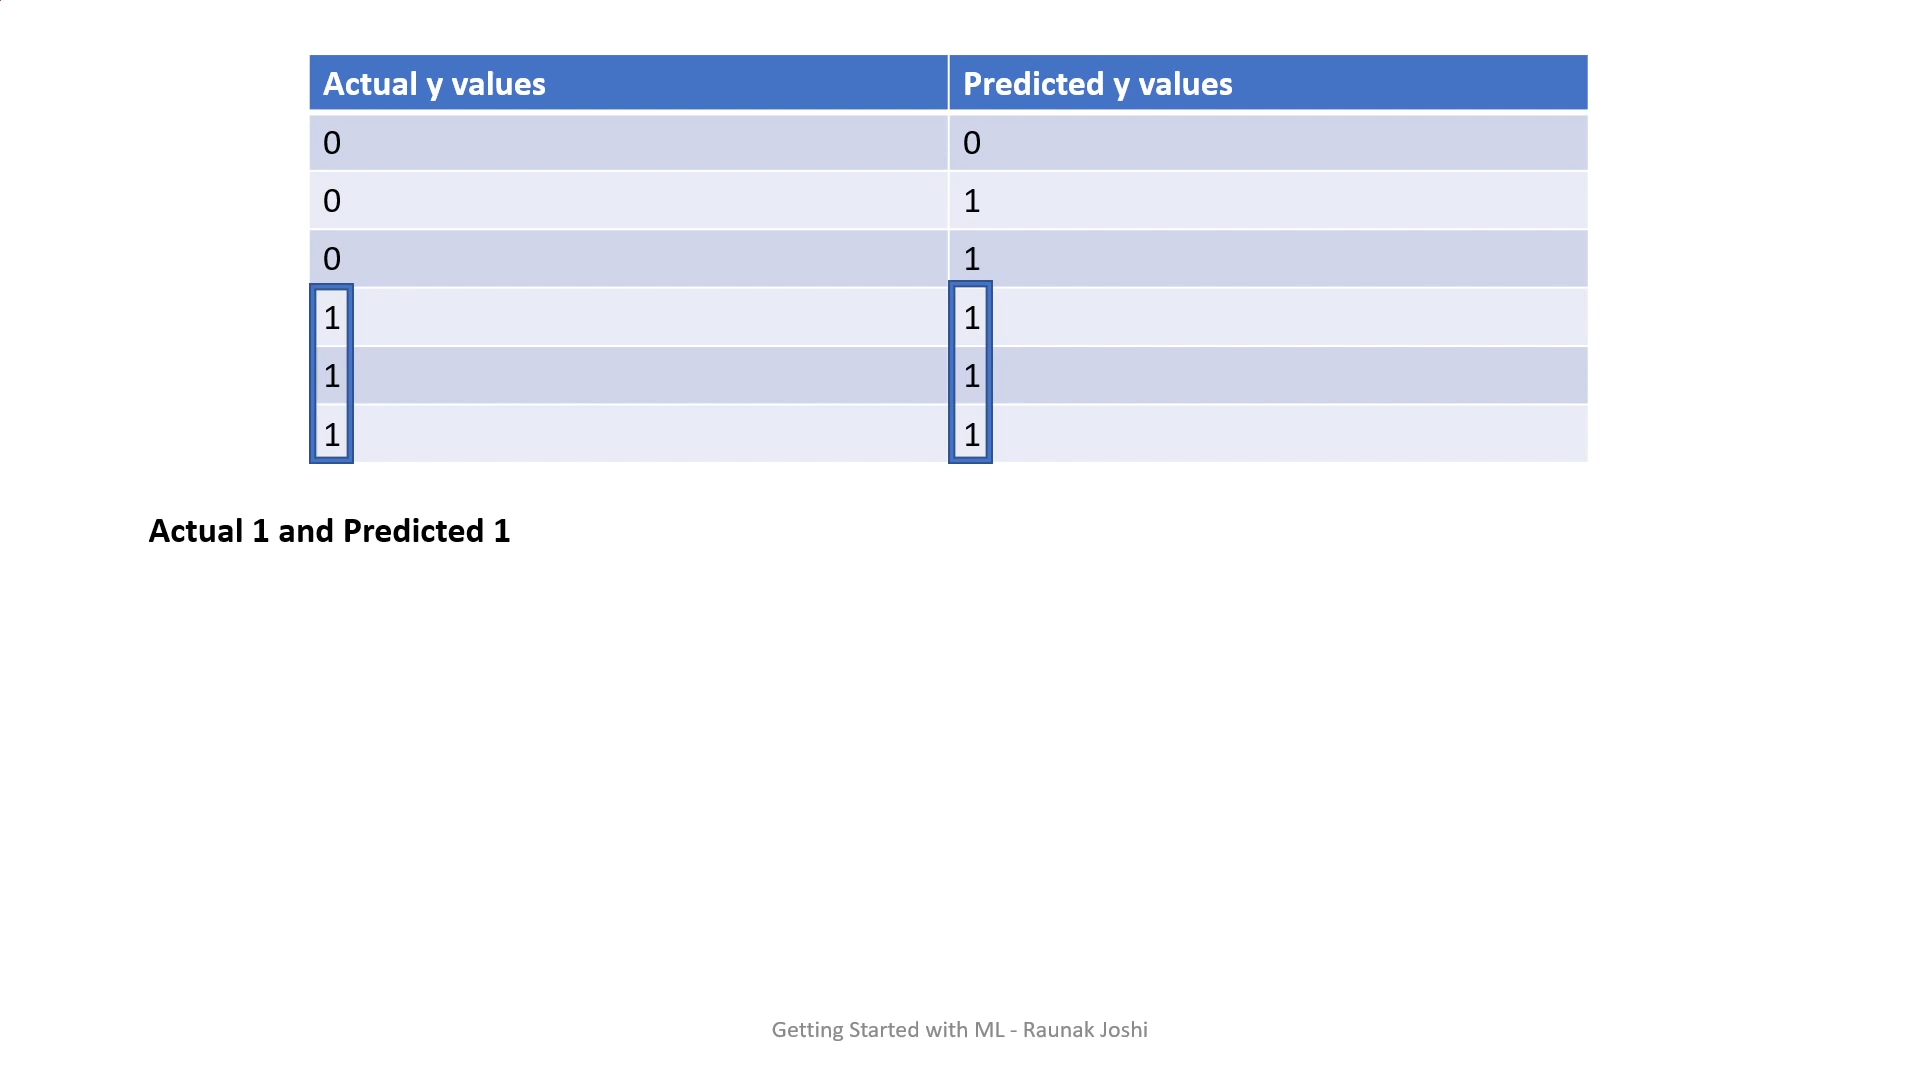 Actual y values Predicted y values
0 0
0 1
0 1
1 1
1 1
1 1
Actual 1 and Predicted 1
Getting Started with ML - Raunak Joshi